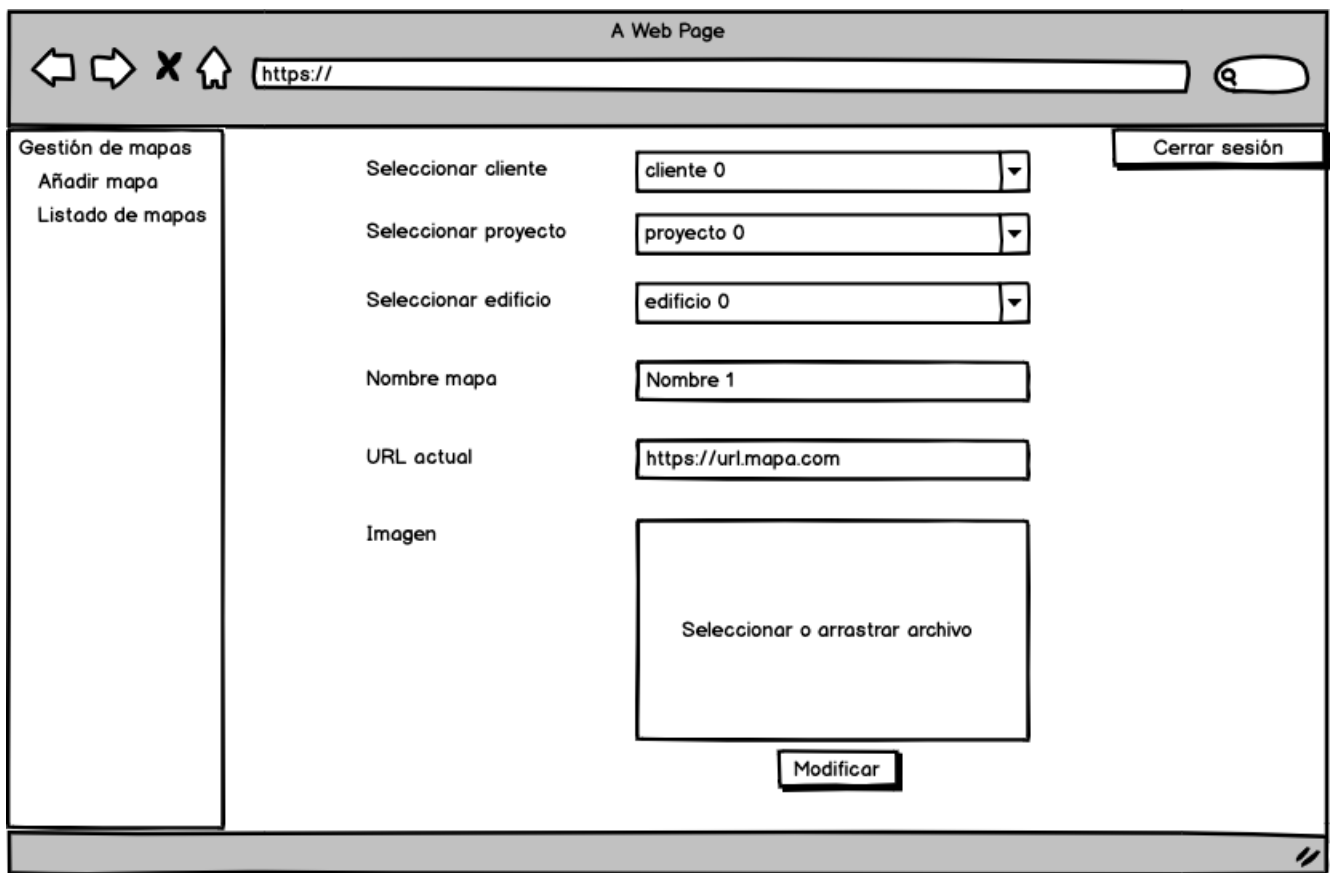 A Web Page
https://
Gestión de mapas
Añadir mapa
Listado de mapas
Cerrar sesión
Seleccionar cliente
cliente 0
Seleccionar proyecto
proyecto 0
Seleccionar edificio
edificio 0
Nombre mapa
Nombre 1
URL actual
https://url.mapa.com
Imagen
Seleccionar o arrastrar archivo
Modificar